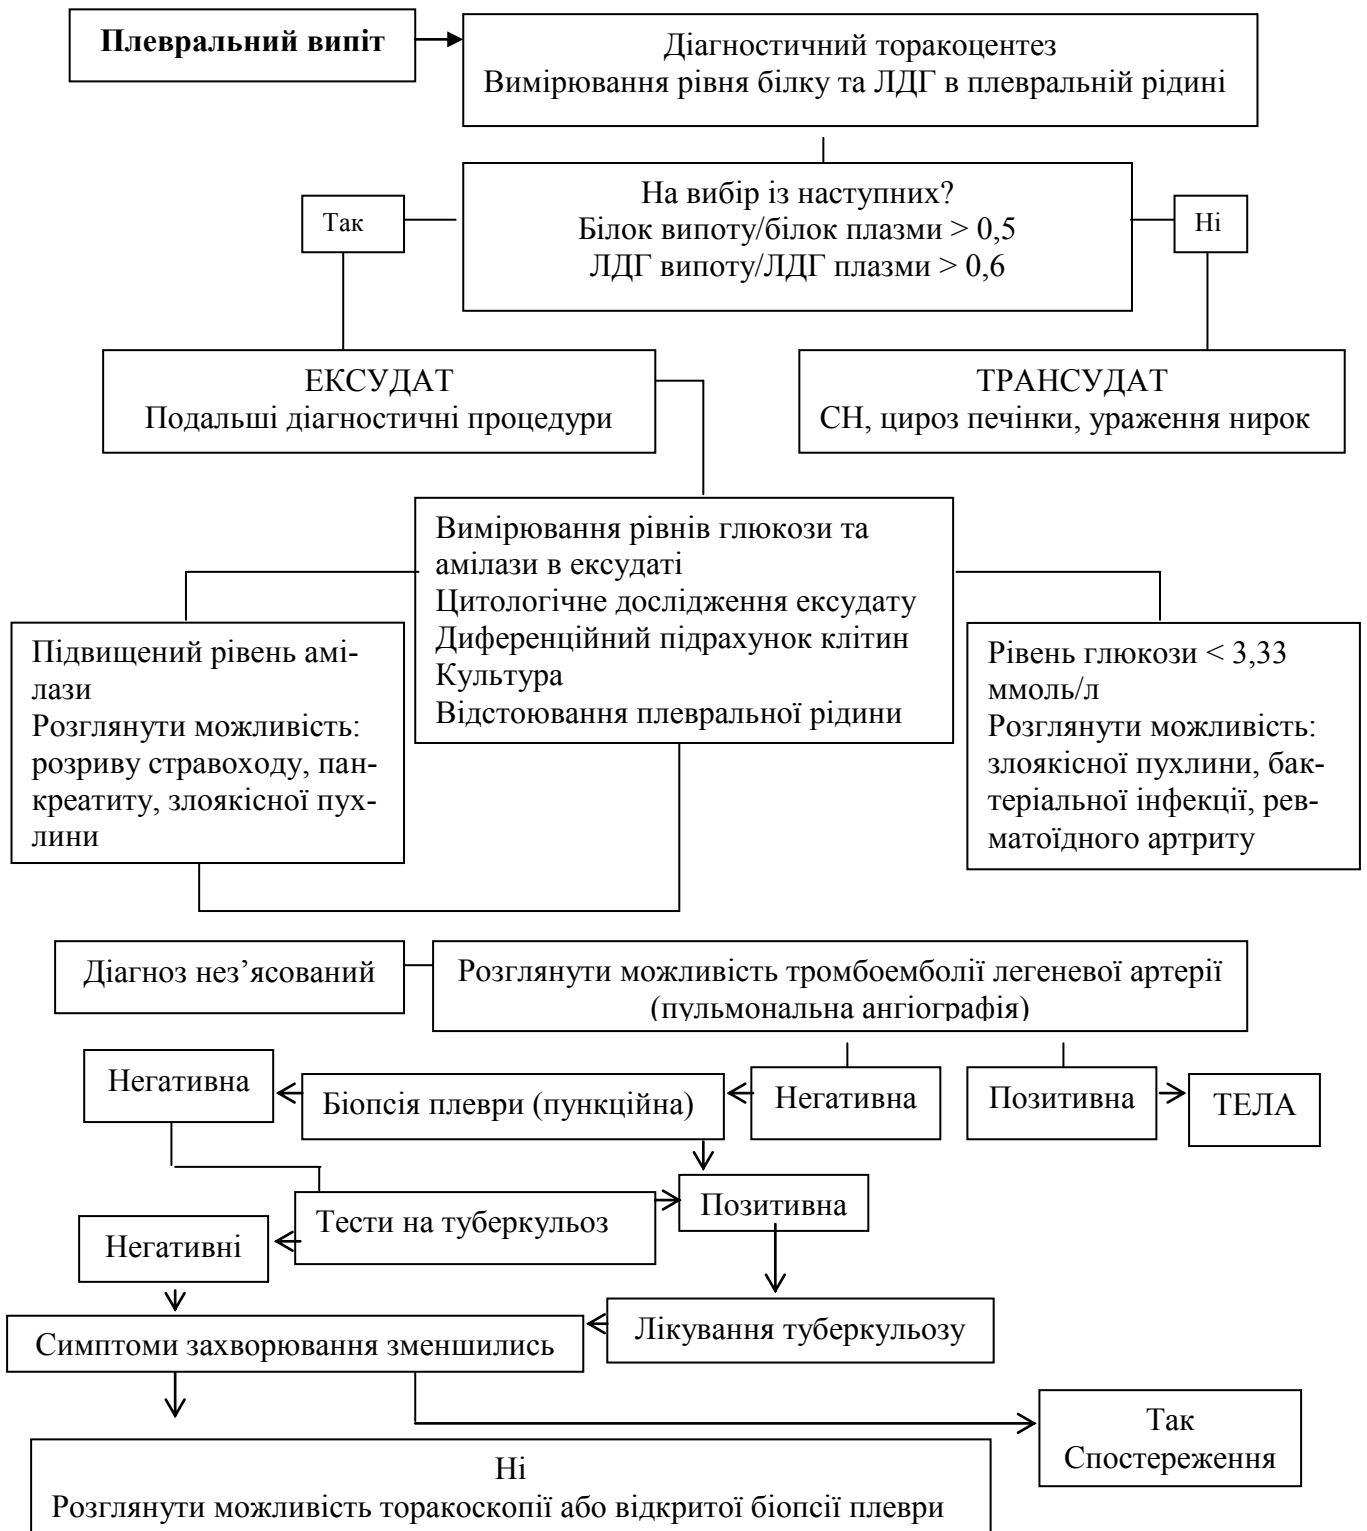 Плевральний випіт
Діагностичний торакоцентез
Вимірювання рівня білку та ЛДГ в плевральній рідині
На вибір із наступних?
Білок випоту/білок плазми > 0,5
ЛДГ випоту/ЛДГ плазми > 0,6
Так
Ні
ЕКСУДАТ
Подальші діагностичні процедури
ТРАНСУДАТ
СН, цироз печінки, ураження нирок
Вимірювання рівнів глюкози та
амілази в ексудаті
Цитологічне дослідження ексудату
Диференційний підрахунок клітин
Культура
Відстоювання плевральної рідини
Підвищений рівень амі-
лази
Розглянути можливість:
розриву стравоходу, пан-
креатиту, злоякісної пух-
лини
Рівень глюкози < 3,33
ммоль/л
Розглянути можливість:
злоякісної пухлини, бак-
теріальної інфекції, рев-
матоїдного артриту
Діагноз нез’ясований
Розглянути можливість тромбоемболії легеневої артерії
(пульмональна ангіографія)
Негативна
Біопсія плеври (пункційна)
Негативна
Позитивна
ТЕЛА
Тести на туберкульоз
Позитивна
Негативні
Симптоми захворювання зменшились
Лікування туберкульозу
Так
Спостереження
Ні
Розглянути можливість торакоскопії або відкритої біопсії плеври